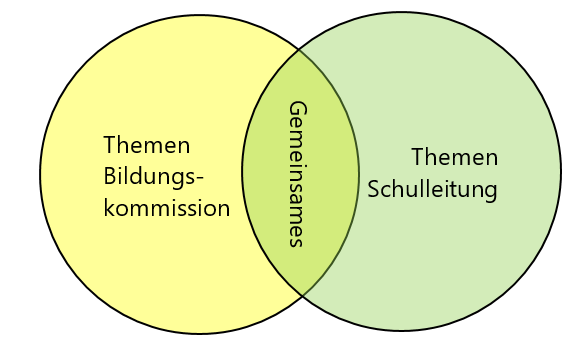 Themen
Bildungs-
kommission
Gemeinsames
Themen
Schulleitung